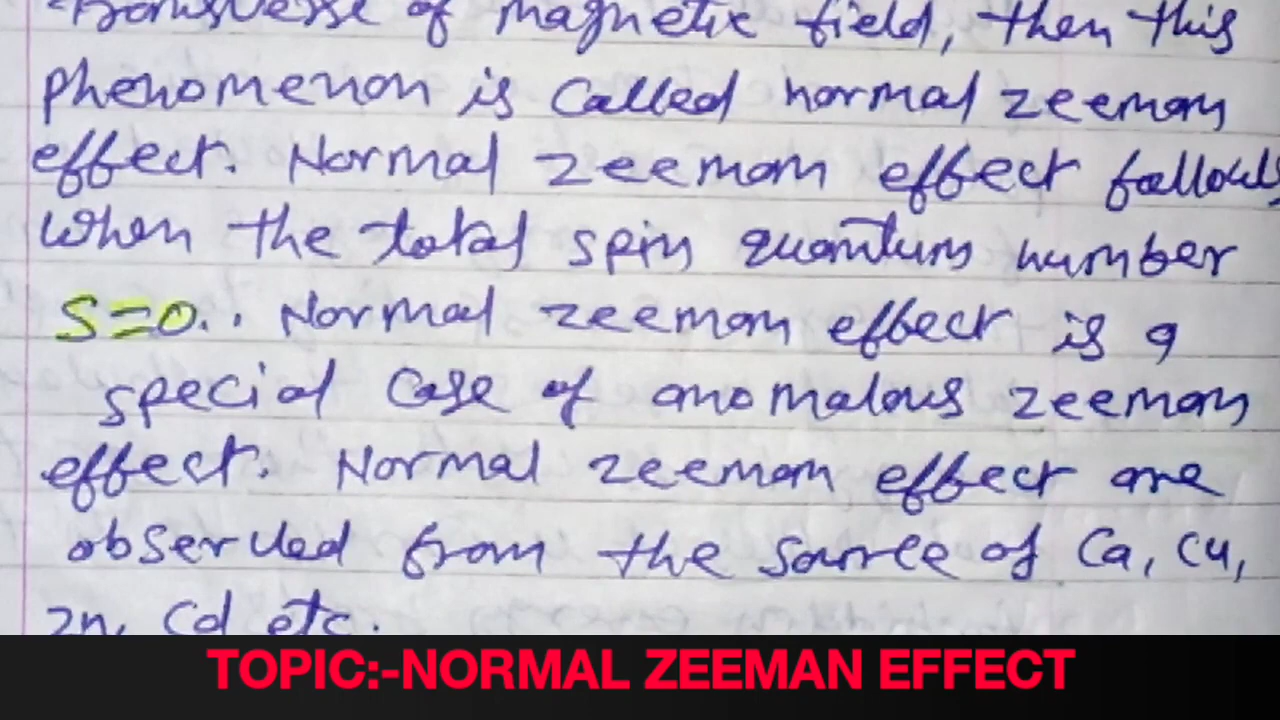 Transverse of magnetic field, then this
phenomenon is called normal zeeman
effect. Normal zeeman effect follows
when the total spin quantum number
S=0.. Normal zeeman effect is a
special case of anomalous zeeman
effect. Normal zeeman effect are
observed from the source of Ca, Cu,
Zn, Cd etc.
TOPIC:-NORMAL ZEEMAN EFFECT